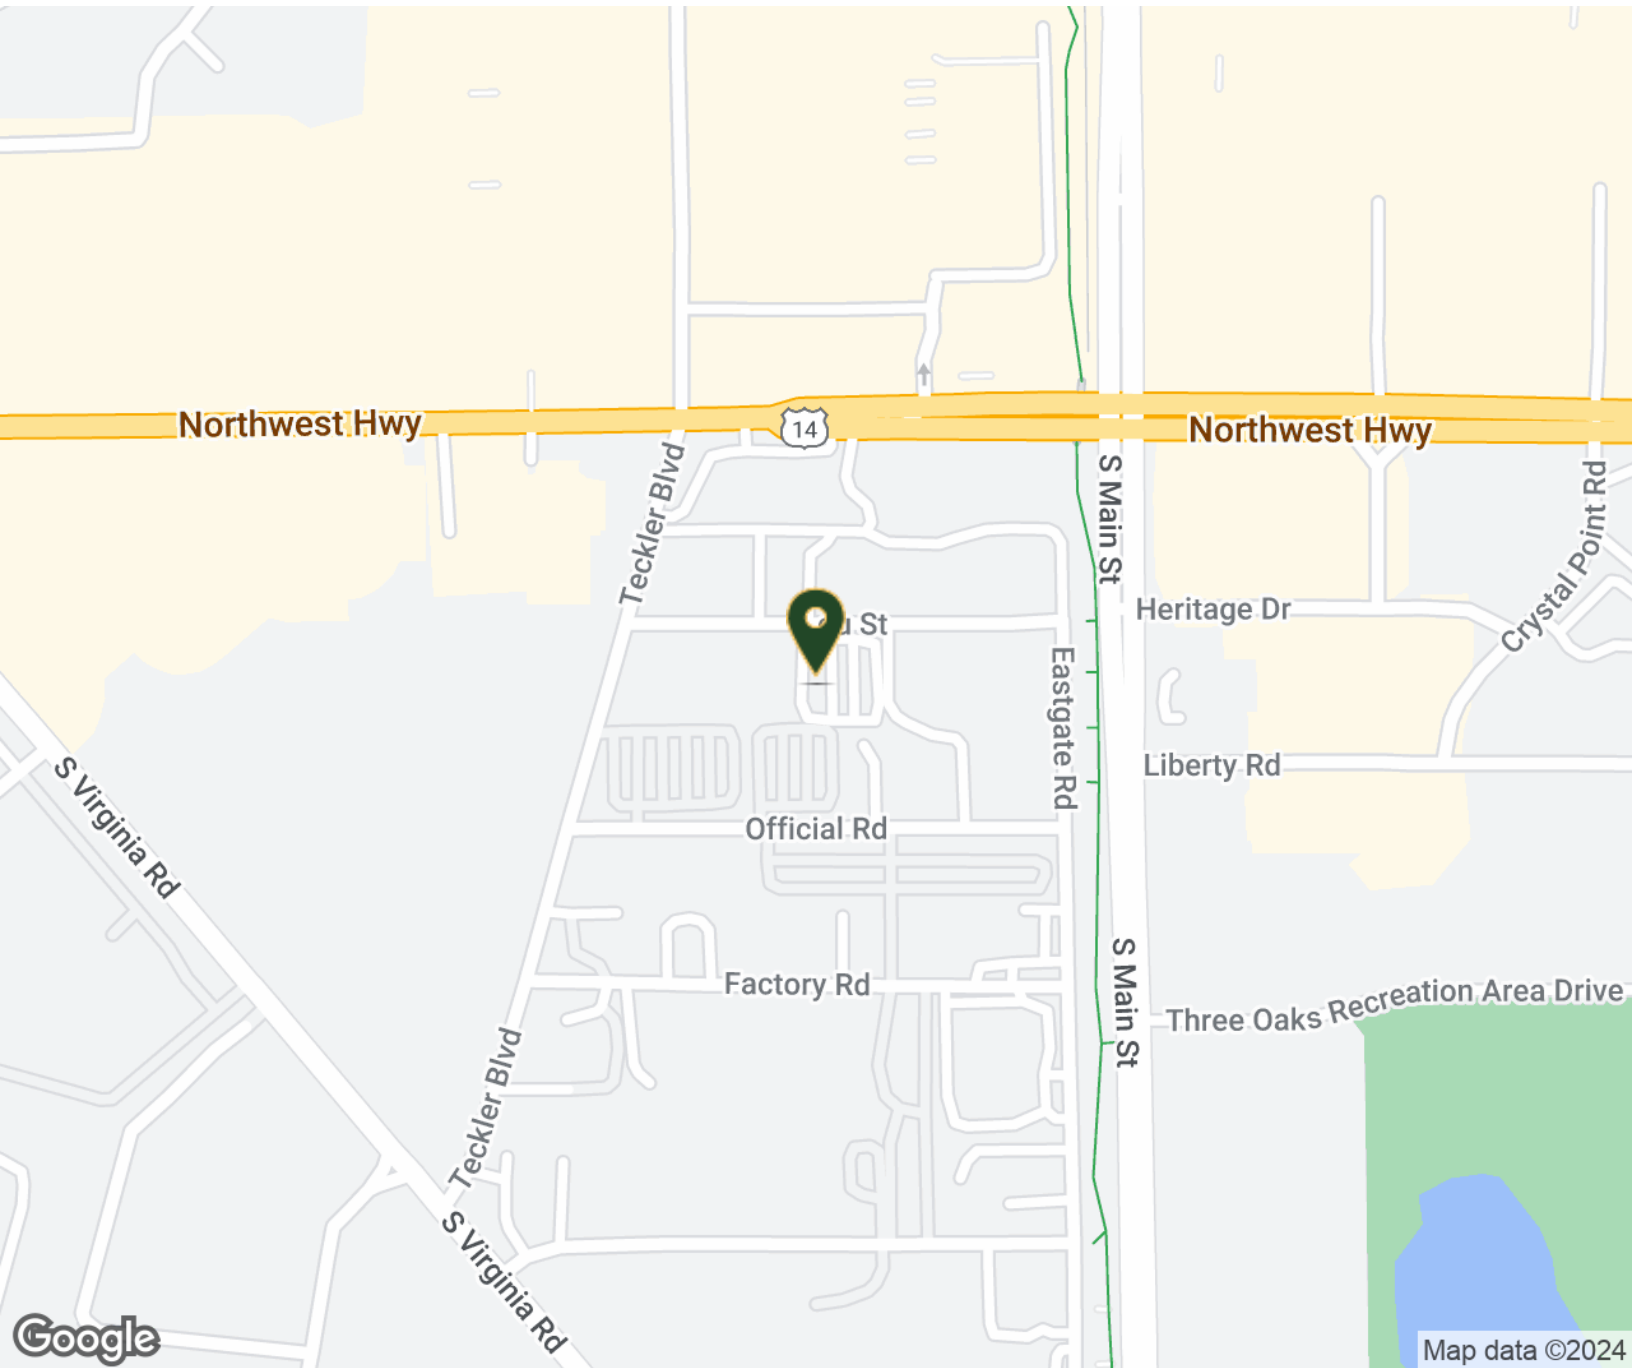 Northwest Hwy
14
Northwest Hwy
Teckler Blvd
S Main St
Crystal Point Rd
Heritage Dr
St
Eastgate Rd
Liberty Rd
S Virginia Rd
Official Rd
Factory Rd
S Main St
Three Oaks Recreation Area Drive
Teckler Blvd
S Virginia Rd
Google
Map data ©2024